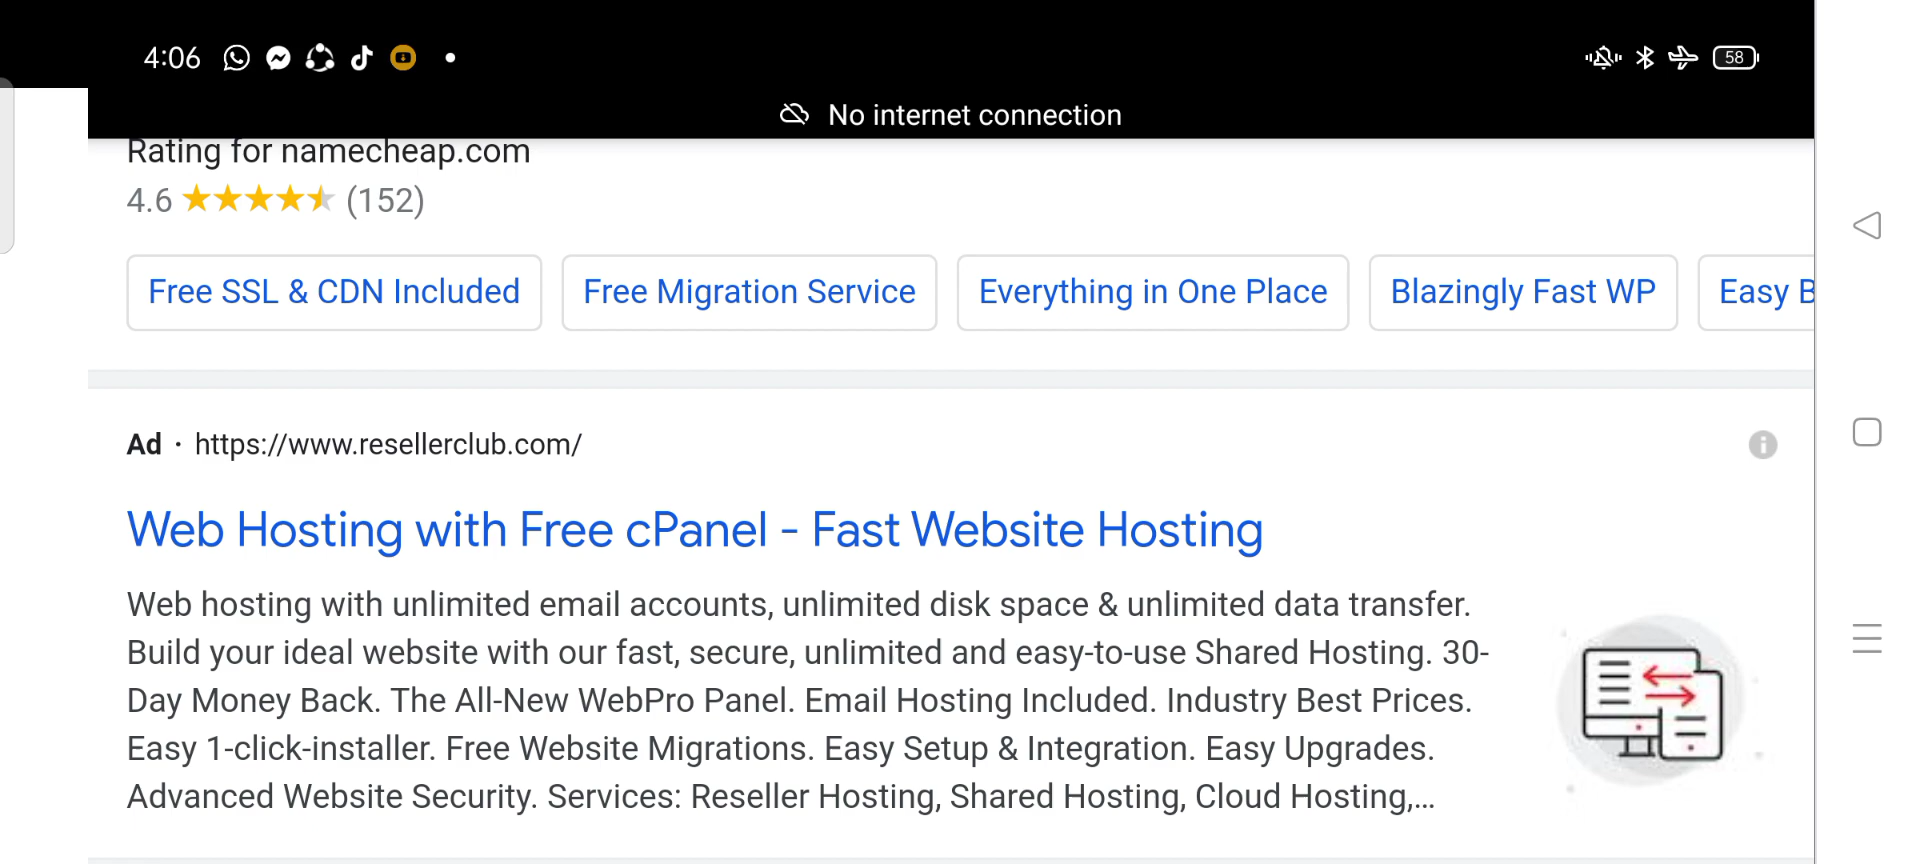 4:06
58
No internet connection
Rating for namecheap.com
4.6 (152)
Free SSL & CDN Included Free Migration Service Everything in One Place Blazingly Fast WP Easy B
Ad · https://www.resellerclub.com/
Web Hosting with Free cPanel - Fast Website Hosting
Web hosting with unlimited email accounts, unlimited disk space & unlimited data transfer.
Build your ideal website with our fast, secure, unlimited and easy-to-use Shared Hosting. 30-
Day Money Back. The All-New WebPro Panel. Email Hosting Included. Industry Best Prices.
Easy 1-click-installer. Free Website Migrations. Easy Setup & Integration. Easy Upgrades.
Advanced Website Security. Services: Reseller Hosting, Shared Hosting, Cloud Hosting,...